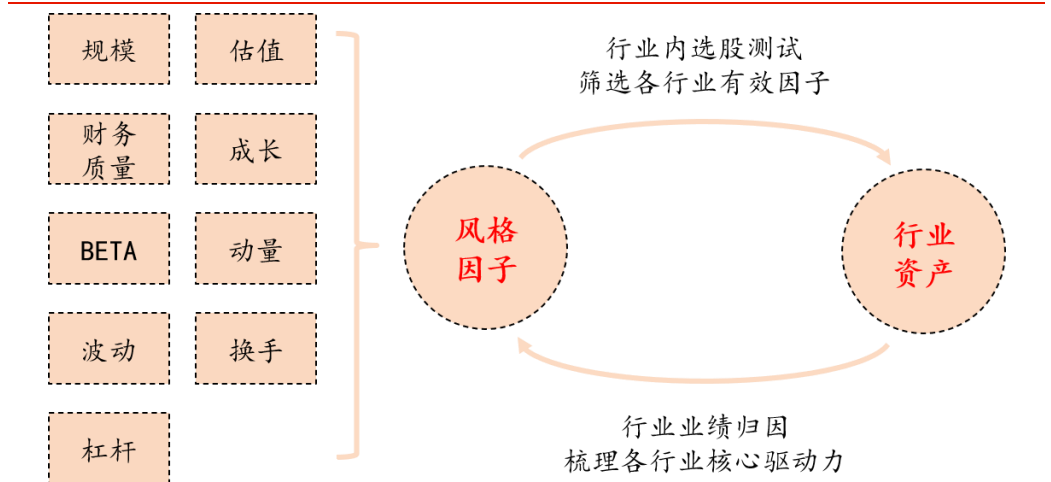 规模
估值
财务
质量
成长
BETA
动量
波动
换手
杠杆
风格
因子
行业内选股测试
筛选各行业有效因子
行业
资产
行业业绩归因
梳理各行业核心驱动力